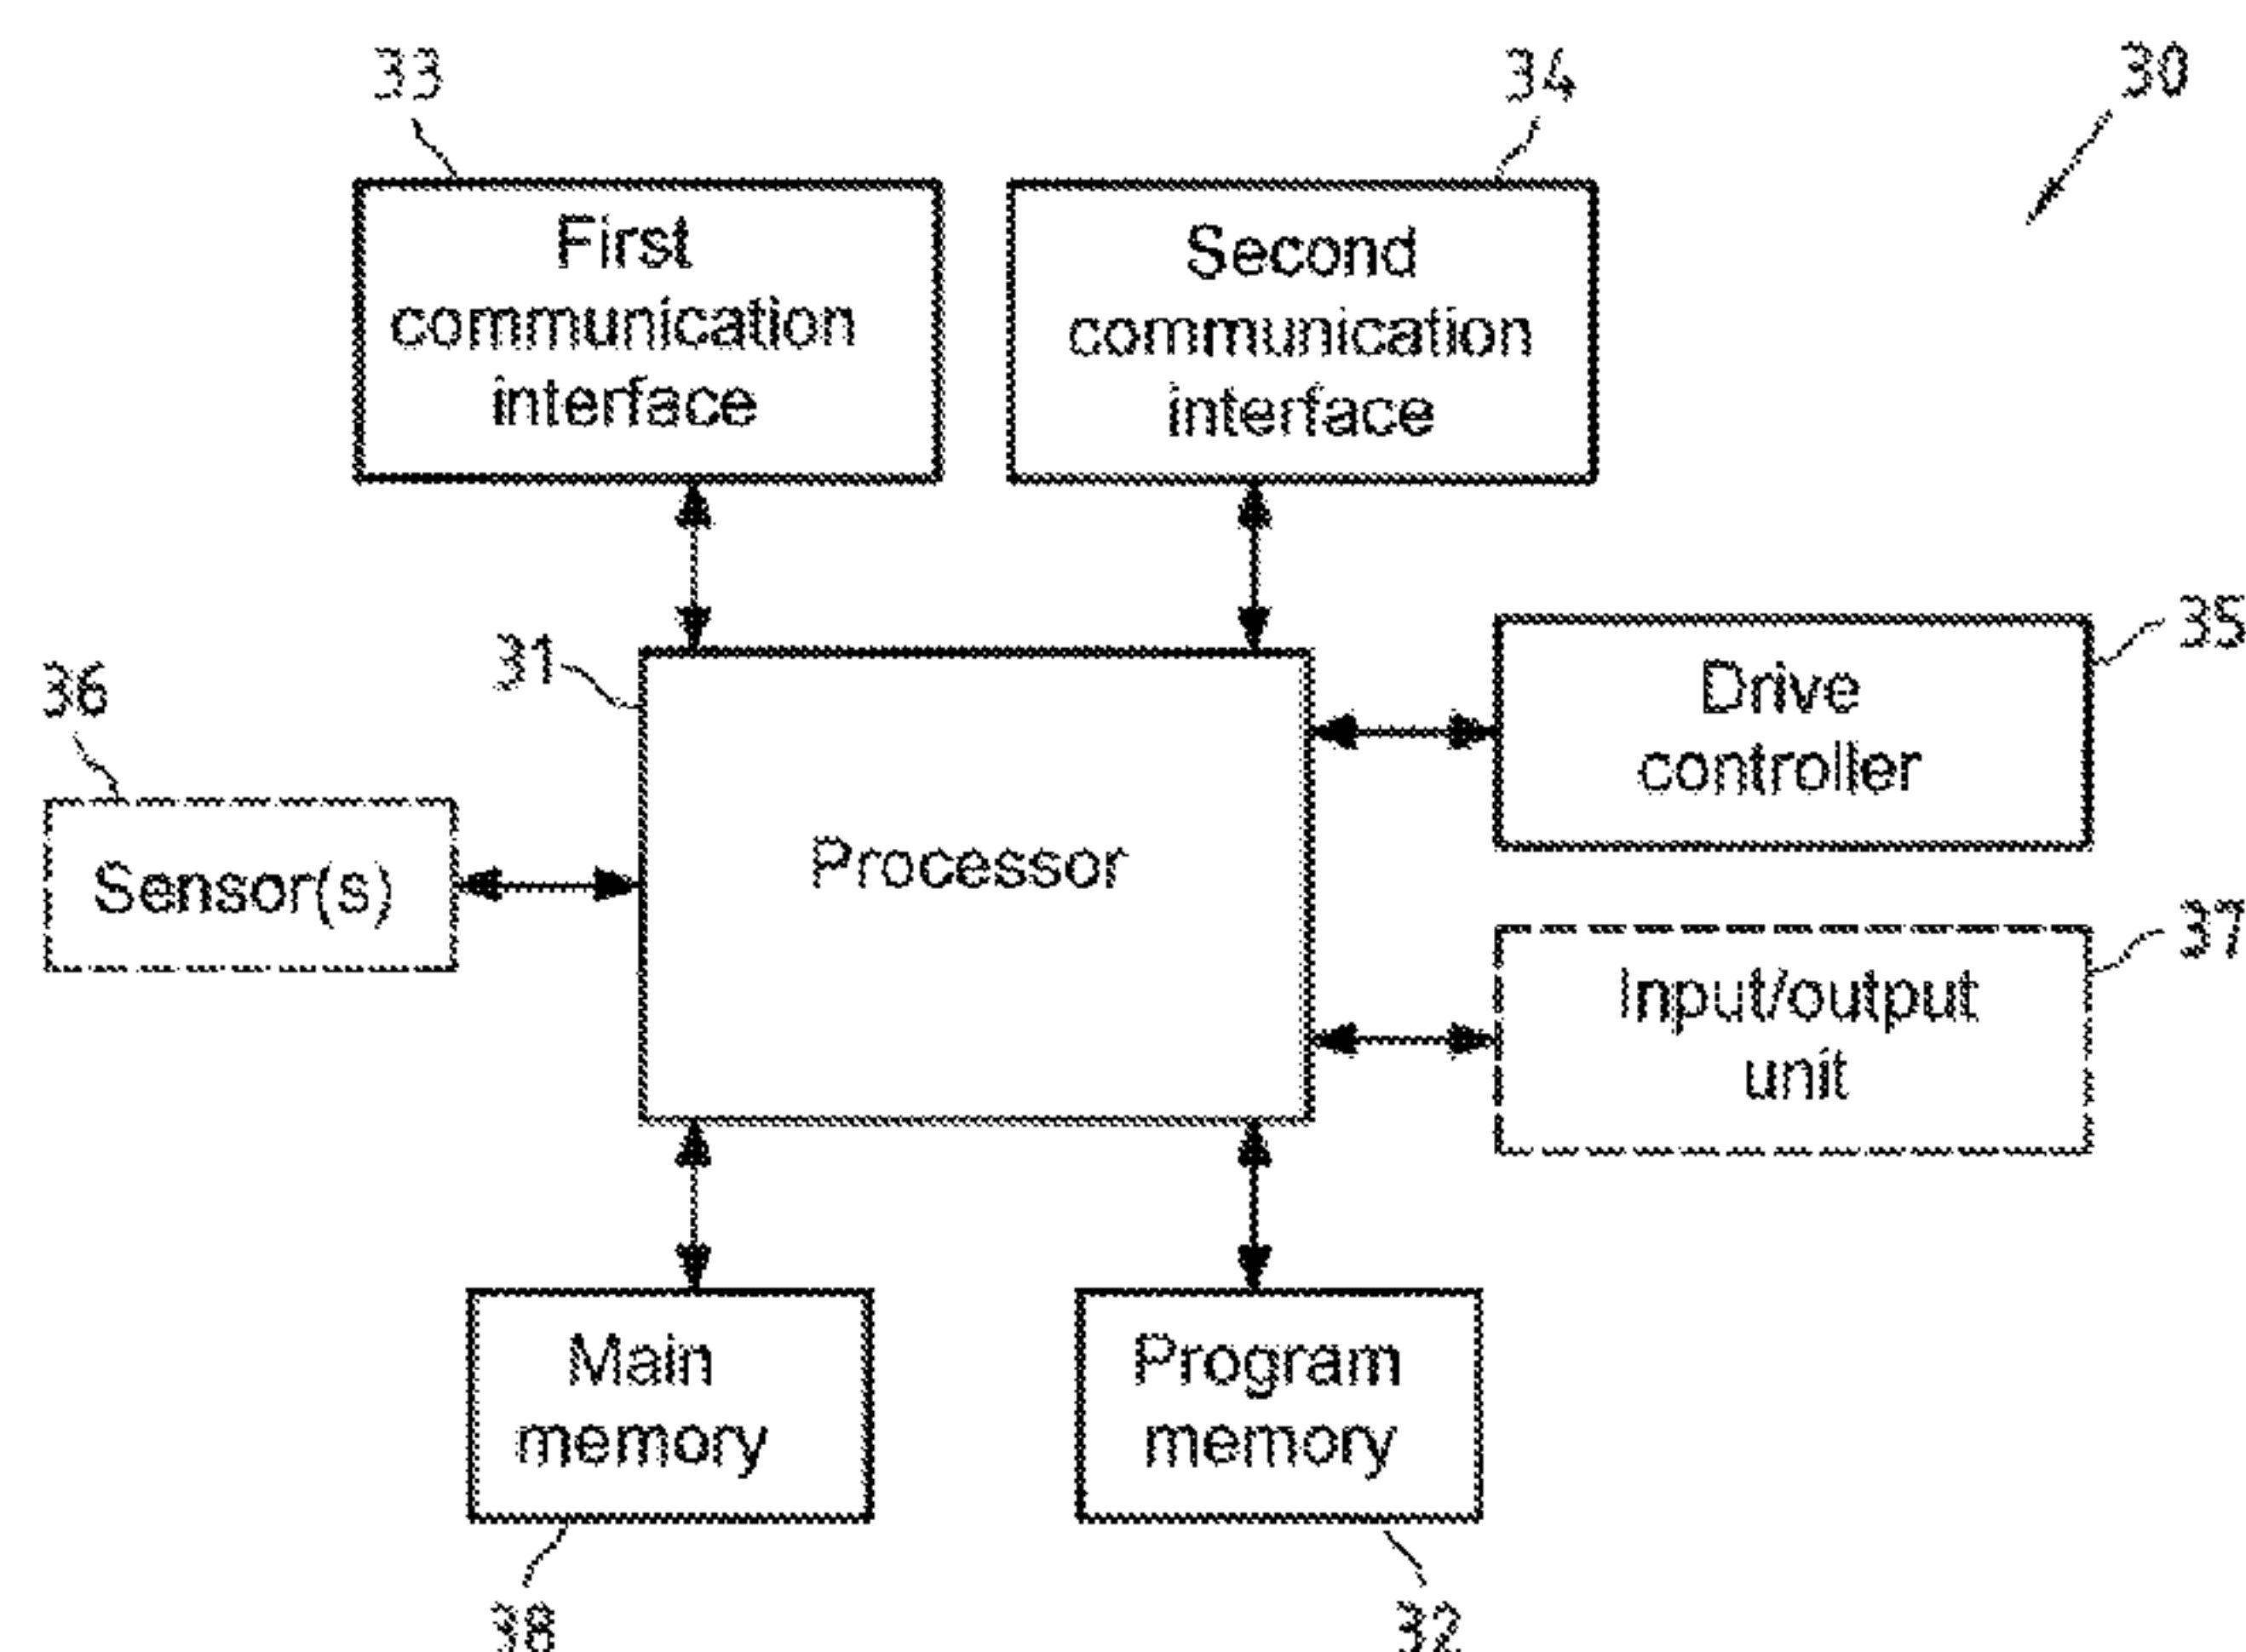 33
34
30
First
communication
interface
Second
communication
interface
31
35
36
Drive
controller
Processor
Sensor(s)
37
Input/output
unit
Main
memory
Program
memory
38
32